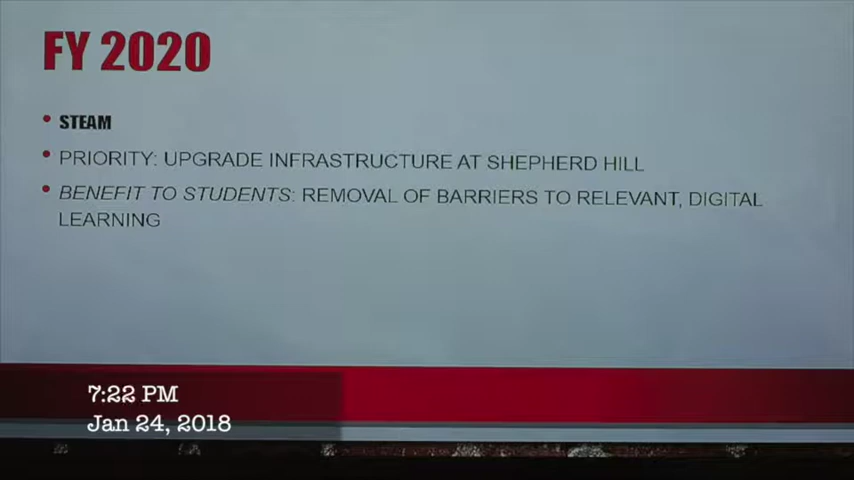 FY 2020
• STEAM
• PRIORITY: UPGRADE INFRASTRUCTURE AT SHEPHERD HILL
• BENEFIT TO STUDENTS: REMOVAL OF BARRIERS TO RELEVANT, DIGITAL
LEARNING
7:22 PM
Jan 24, 2018